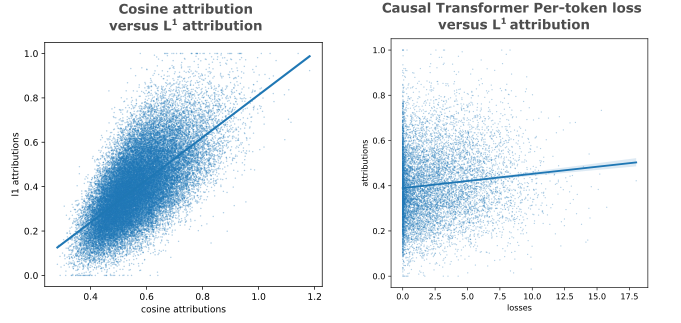 Cosine attribution
versus L¹ attribution
1.0
0.8
0.6
0.4
0.2
0.0
l1 attributions
0.4 0.6 0.8 1.0 1.2
cosine attributions
Causal Transformer Per-token loss
versus L¹ attribution
1.0
0.8
0.6
0.4
0.2
0.0
attributions
0.0 2.5 5.0 7.5 10.0 12.5 15.0 17.5
losses